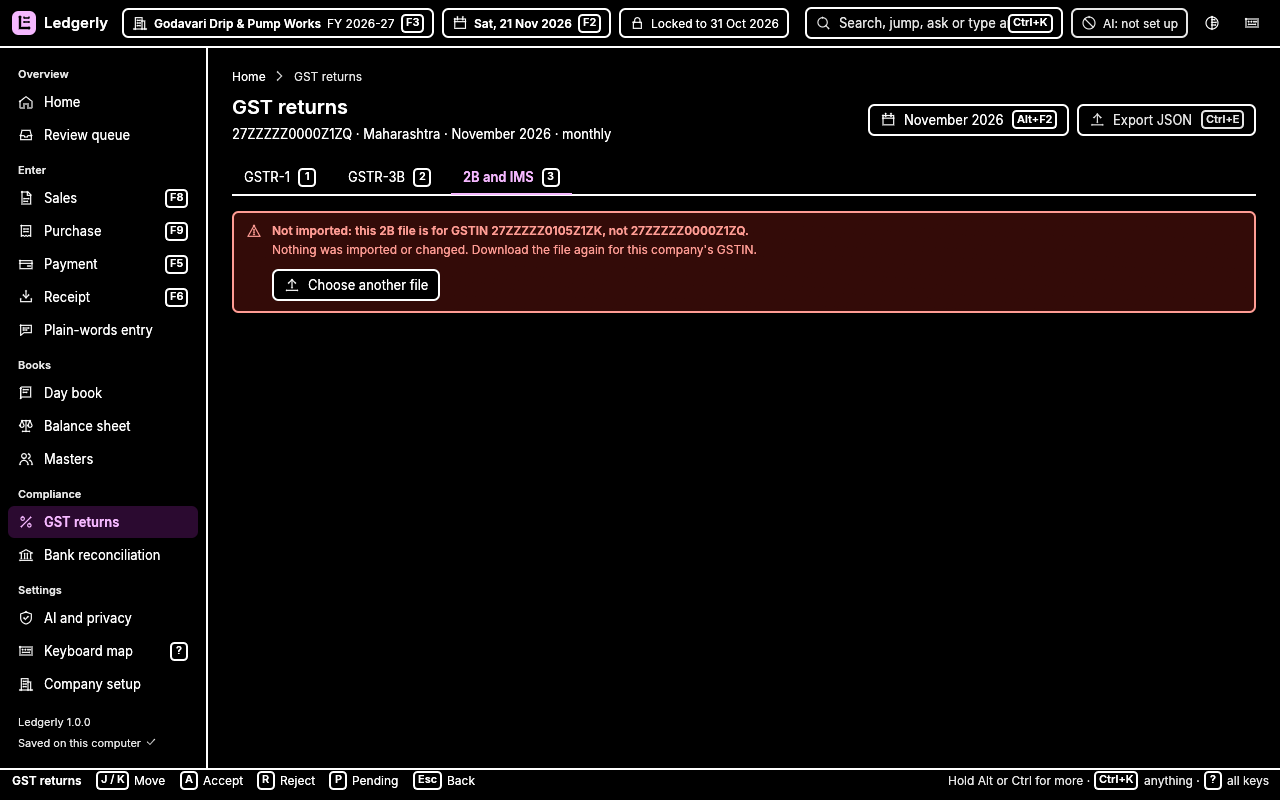 Ledgerly
Godavari Drip & Pump Works FY 2026-27 F3
Sat, 21 Nov 2026 F2
Locked to 31 Oct 2026
Search, jump, ask or type a Ctrl+K
AI: not set up
Overview
Home
Review queue
Enter
Sales F8
Purchase F9
Payment F5
Receipt F6
Plain-words entry
Books
Day book
Balance sheet
Masters
Compliance
GST returns
Bank reconciliation
Settings
AI and privacy
Keyboard map ?
Company setup
Ledgerly 1.0.0
Saved on this computer
Home > GST returns
GST returns
27ZZZZZ0000Z1ZQ · Maharashtra · November 2026 · monthly
November 2026 Alt+F2
Export JSON Ctrl+E
GSTR-1 1
GSTR-3B 2
2B and IMS 3
Not imported: this 2B file is for GSTIN 27ZZZZZ0105Z1ZK, not 27ZZZZZ0000Z1ZQ.
Nothing was imported or changed. Download the file again for this company's GSTIN.
Choose another file
GST returns J / K Move A Accept R Reject P Pending Esc Back
Hold Alt or Ctrl for more · Ctrl+K anything · ? all keys